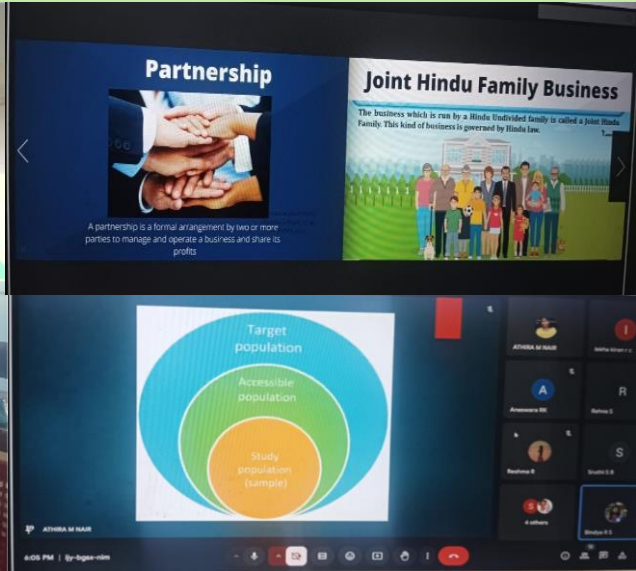 Partnership
A partnership is a formal arrangement by two or more
parties to manage and operate a business and share its
profits
Joint Hindu Family Business
The business which is run by a Hindu Undivided family is called a Joint Hindu
Family. This kind of business is governed by Hindu law.
Target
population
Accessible
population
Study
population
(sample)
ATHIRA M NAIR
I
A
R
Reshma R
S
S
4 others
Bindya R S
ATHIRA M NAIR
6:05 PM